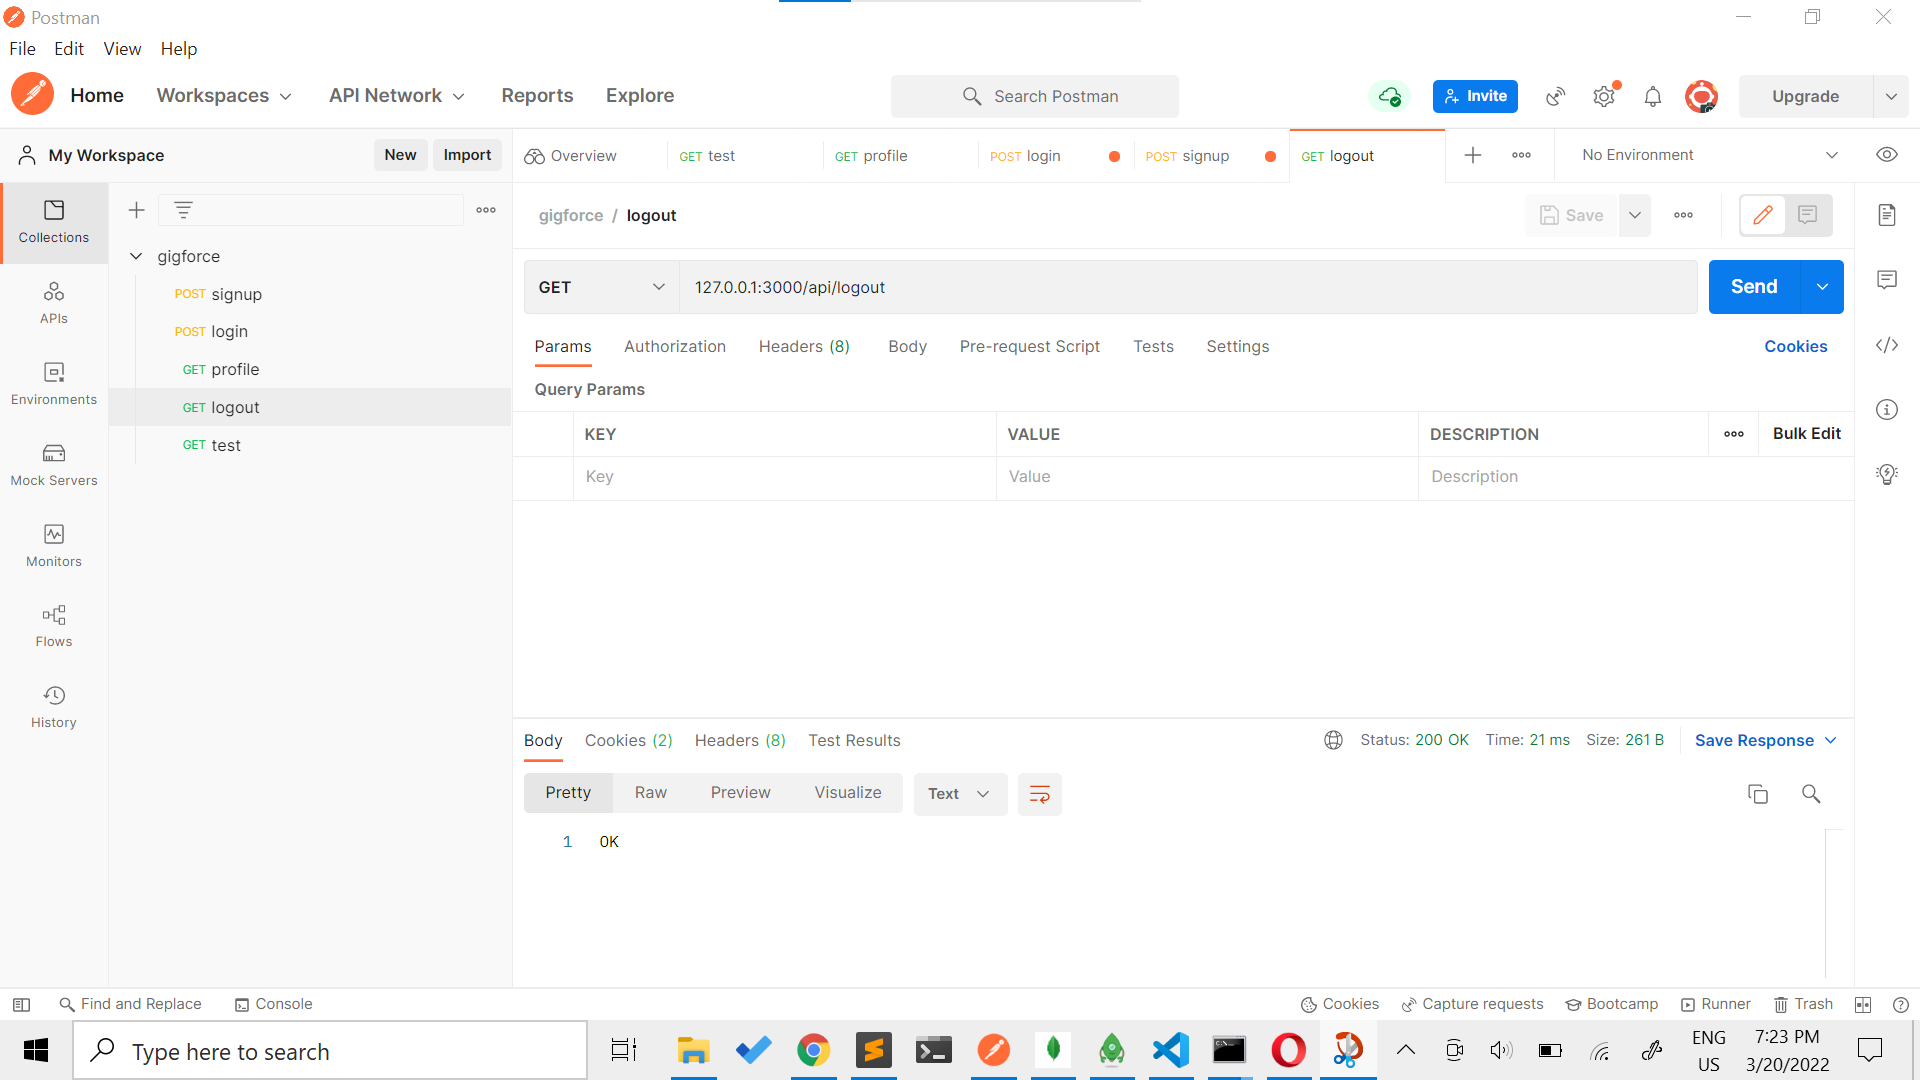 Postman
File Edit View Help
Home Workspaces API Network Reports Explore Search Postman Invite Upgrade
My Workspace New Import
Overview GET test GET profile POST login POST signup GET logout No Environment
Collections
APIs
Environments
Mock Servers
Monitors
Flows
History
gigforce
POST signup
POST login
GET profile
GET logout
GET test
gigforce / logout Save
GET 127.0.0.1:3000/api/logout Send
Params Authorization Headers (8) Body Pre-request Script Tests Settings Cookies
Query Params
KEY VALUE DESCRIPTION Bulk Edit
Key Value Description
Body Cookies (2) Headers (8) Test Results Status: 200 OK Time: 21 ms Size: 261 B Save Response
Pretty Raw Preview Visualize Text
1 OK
Find and Replace Console Cookies Capture requests Bootcamp Runner Trash
Type here to search
ENG
US
7:23 PM
3/20/2022